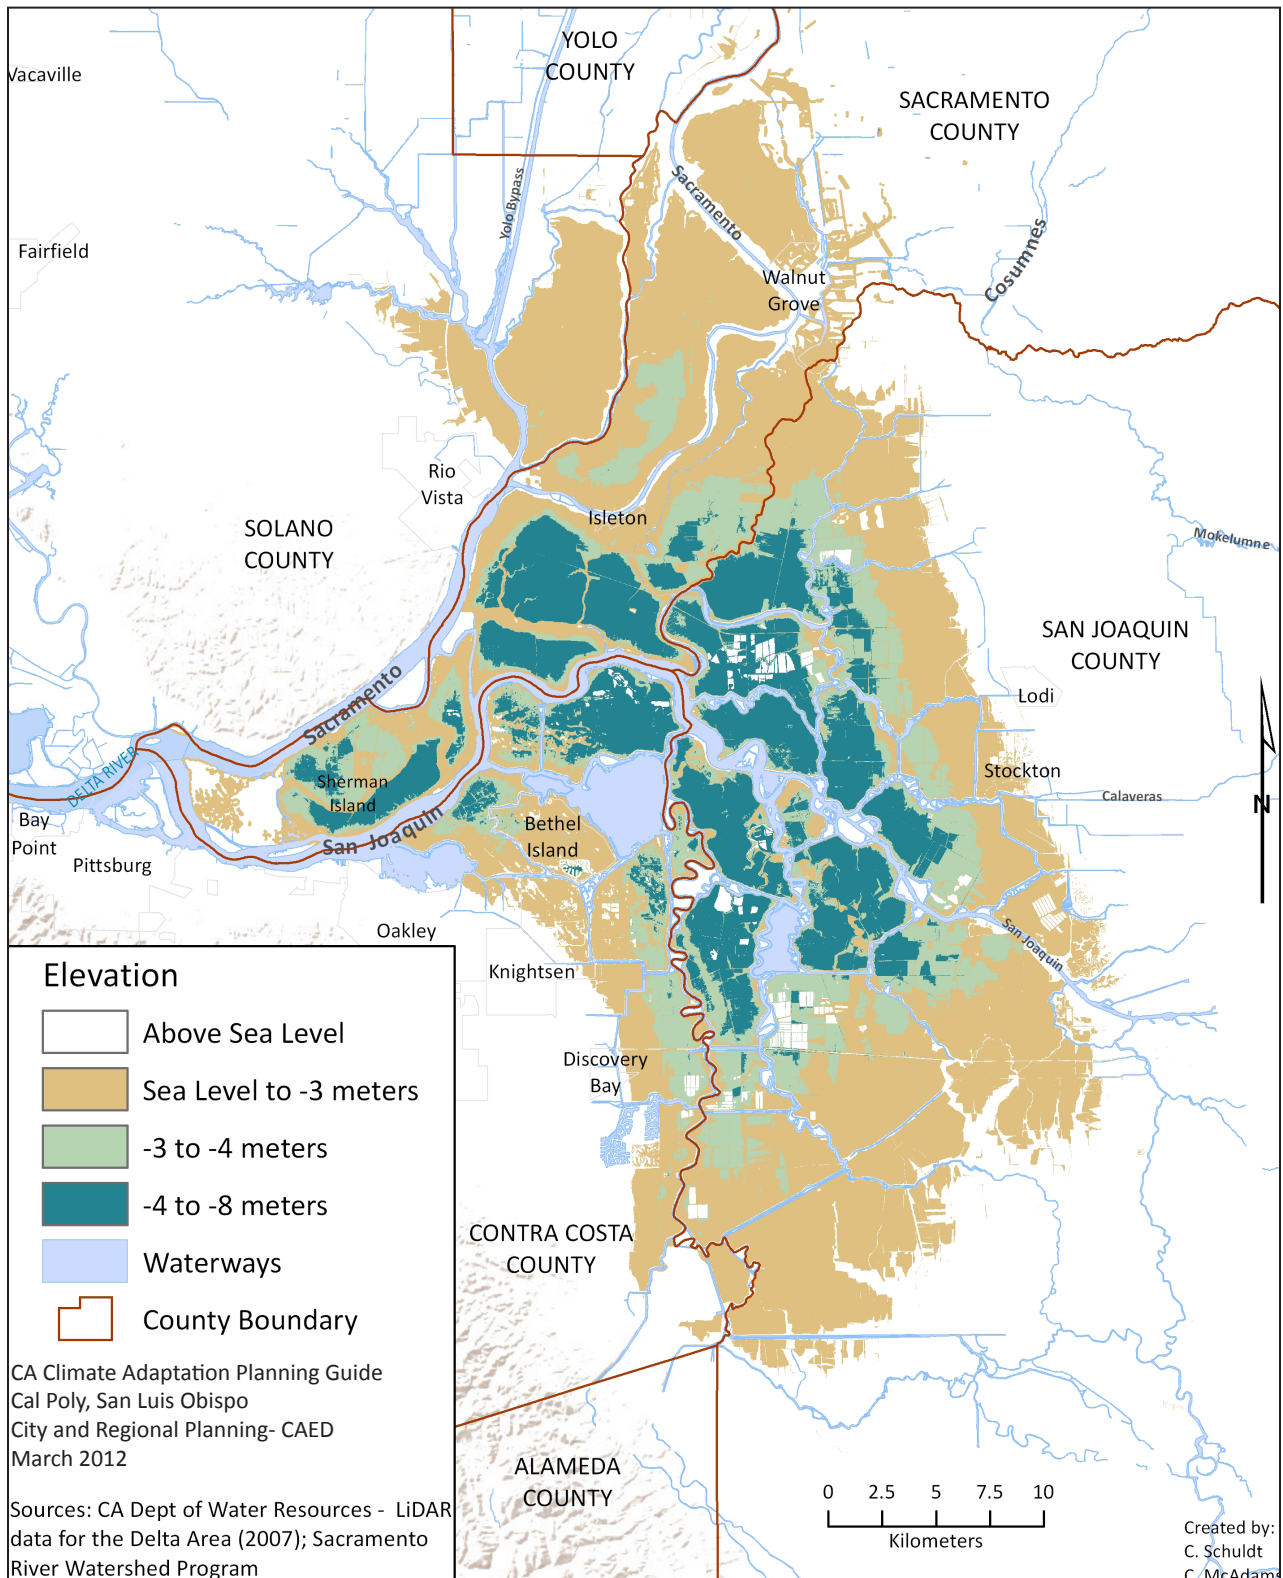 YOLO
COUNTY
Vacaville
SACRAMENTO
COUNTY
Sacramento
Yolo Bypass
Cosumnes
Fairfield
Walnut
Grove
Rio
Vista
Isleton
SOLANO
COUNTY
Mokelumne
SAN JOAQUIN
COUNTY
Lodi
Sacramento
DELTA RIVER
Sherman
Island
Stockton
Calaveras
N
Bay
Point
Pittsburg
San Joaquin
Bethel
Island
Oakley
San Joaquin
Knightsen
Discovery
Bay
Elevation
Above Sea Level
Sea Level to -3 meters
-3 to -4 meters
-4 to -8 meters
Waterways
County Boundary
CONTRA COSTA
COUNTY
CA Climate Adaptation Planning Guide
Cal Poly, San Luis Obispo
City and Regional Planning- CAED
March 2012
ALAMEDA
COUNTY
0 2.5 5 7.5 10
Kilometers
Sources: CA Dept of Water Resources - LiDAR
data for the Delta Area (2007); Sacramento
River Watershed Program
Created by:
C. Schuldt
C. McAdams